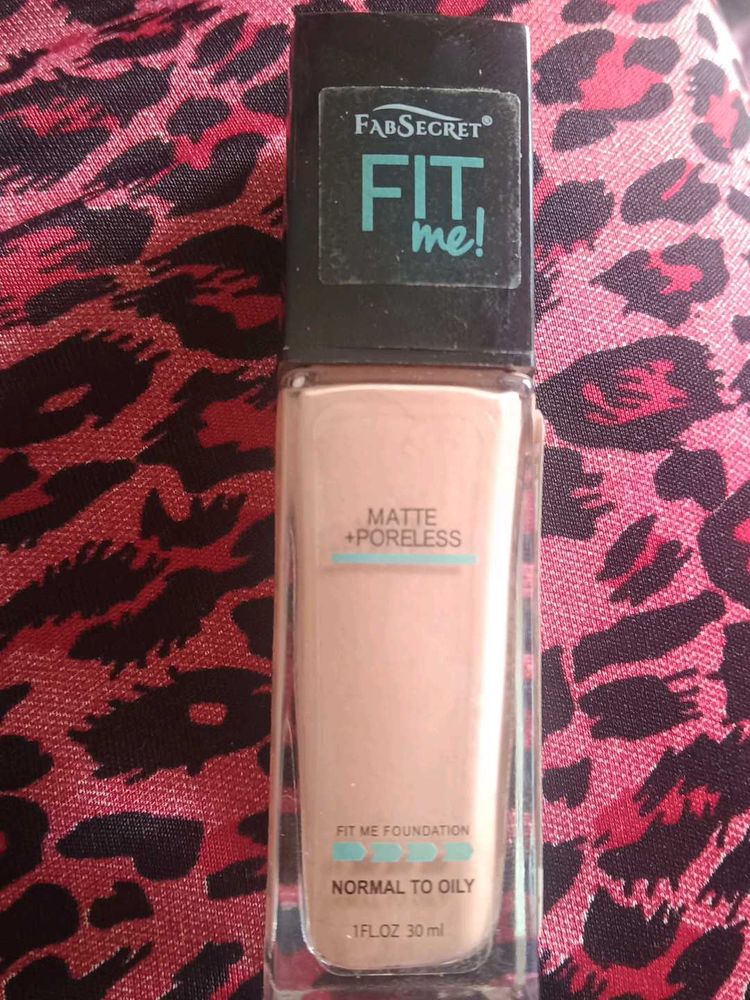 FABSECRET®
FIT
me!
MATTE
+PORELESS
FIT ME FOUNDATION
NORMAL TO OILY
1FL.OZ 30 ml